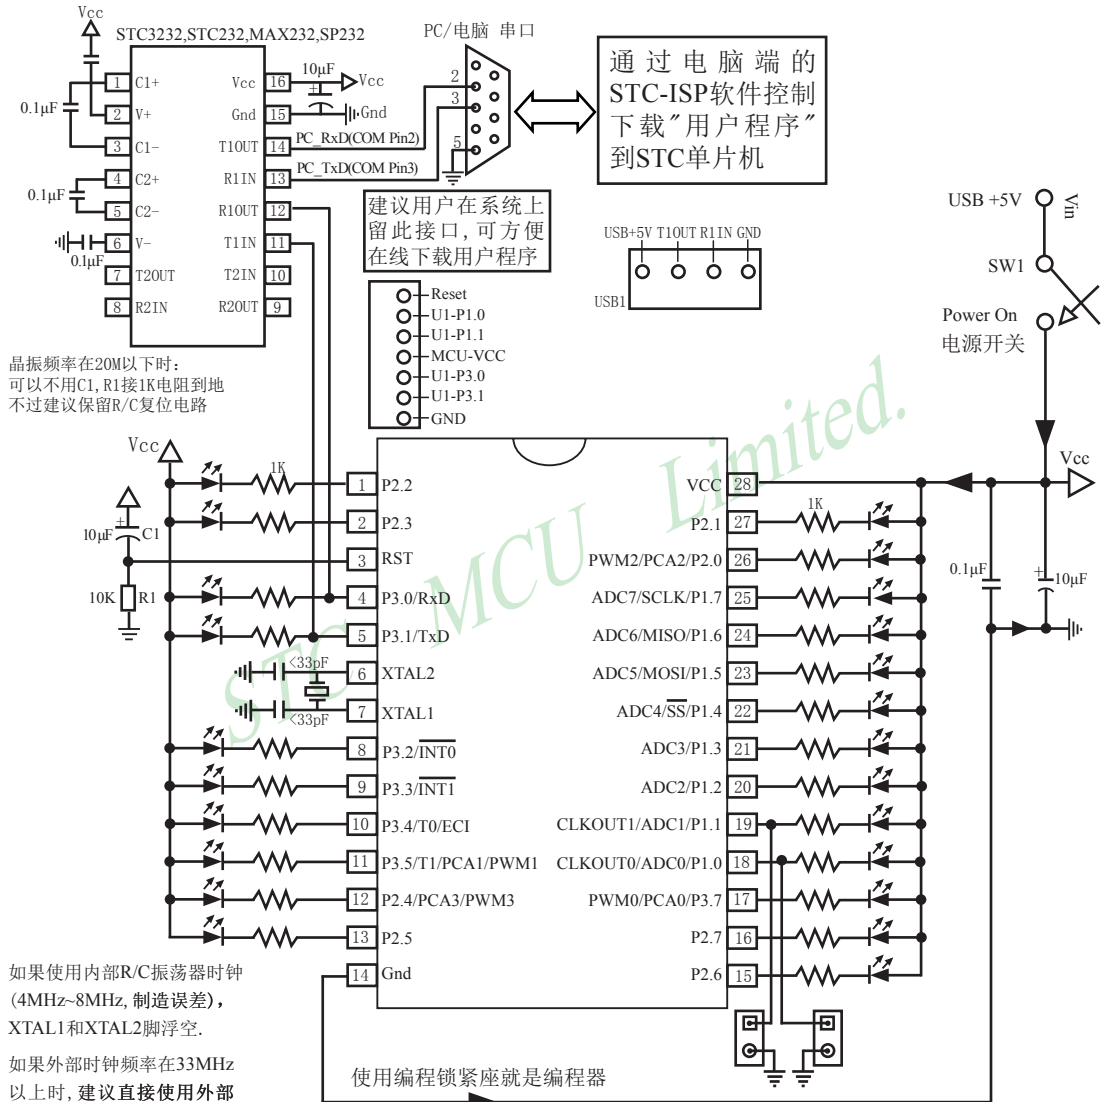 Vcc
STC3232,STC232,MAX232,SP232
PC/电脑 串口
1 C1+
2 V+
3 C1-
4 C2+
5 C2-
6 V-
7 T2OUT
8 R2IN
Vcc 16
Gnd 15
T1OUT 14
R1IN 13
R1OUT 12
T1IN 11
T2IN 10
R2OUT 9
0.1μF
0.1μF
0.1μF
10μF
+
Vcc
Gnd
PC_RxD(COM Pin2)
PC_TxD(COM Pin3)
2
3
5
通过电脑端的
STC-ISP软件控制
下载"用户程序"
到STC单片机
建议用户在系统上
留此接口,可方便
在线下载用户程序
USB+5V T1OUT R1IN GND
USB1
USB +5V
Vin
SW1
Power On
电源开关
Reset
U1-P1.0
U1-P1.1
MCU-VCC
U1-P3.0
U1-P3.1
GND
晶振频率在20M以下时:
可以不用C1,R1接1K电阻到地
不过建议保留R/C复位电路
Vcc
1K
10μF
+
C1
10K
R1
<33pF
<33pF
1 P2.2
2 P2.3
3 RST
4 P3.0/RxD
5 P3.1/TxD
6 XTAL2
7 XTAL1
8 P3.2/INT0
9 P3.3/INT1
10 P3.4/T0/ECI
11 P3.5/T1/PCA1/PWM1
12 P2.4/PCA3/PWM3
13 P2.5
14 Gnd
VCC 28
P2.1 27
PWM2/PCA2/P2.0 26
ADC7/SCLK/P1.7 25
ADC6/MISO/P1.6 24
ADC5/MOSI/P1.5 23
ADC4/SS/P1.4 22
ADC3/P1.3 21
ADC2/P1.2 20
CLKOUT1/ADC1/P1.1 19
CLKOUT0/ADC0/P1.0 18
PWM0/PCA0/P3.7 17
P2.7 16
P2.6 15
1K
Vcc
0.1μF
+
10μF
STC MCU Limited.
如果使用内部R/C振荡器时钟
(4MHz~8MHz,制造误差),
XTAL1和XTAL2脚浮空.
如果外部时钟频率在33MHz
以上时,建议直接使用外部
使用编程锁紧座就是编程器